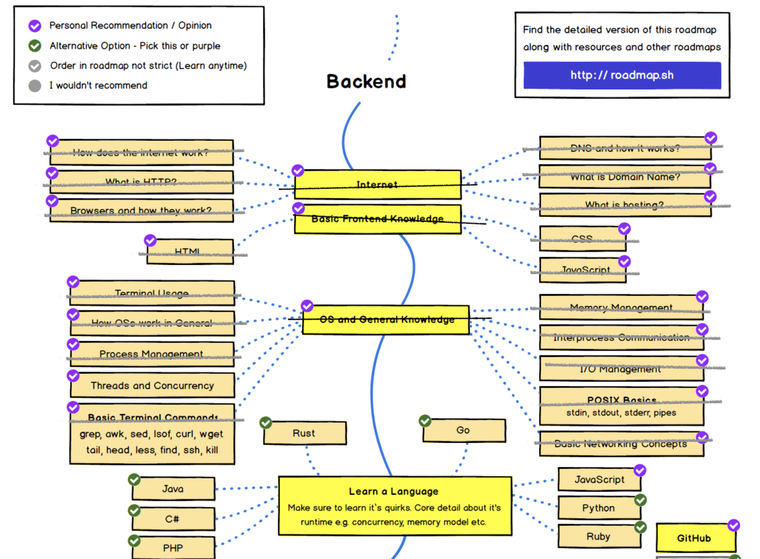 Personal Recommendation / Opinion
Alternative Option - Pick this or purple
Order in roadmap not strict (Learn anytime)
I wouldn't recommend
Find the detailed version of this roadmap
along with resources and other roadmaps
http:// roadmap.sh
Backend
How does the internet work?
What is HTTP?
Browsers and how they work?
Internet
Basic Frontend Knowledge
DNS and how it works?
What is Domain Name?
What is hosting?
HTML
CSS
JavaScript
Terminal Usage
How OSs work in General
Process Management
Threads and Concurrency
Basic Terminal Commands
grep, awk, sed, lsof, curl, wget
tail, head, less, find, ssh, kill
OS and General Knowledge
Memory Management
Interprocess Communication
I/O Management
POSIX Basics
stdin, stdout, stderr, pipes
Basic Networking Concepts
Rust
Go
Java
C#
PHP
Learn a Language
Make sure to learn it`s quirks. Core detail about it's
runtime e.g. concurrency, memory model etc.
JavaScript
Python
Ruby
GitHub